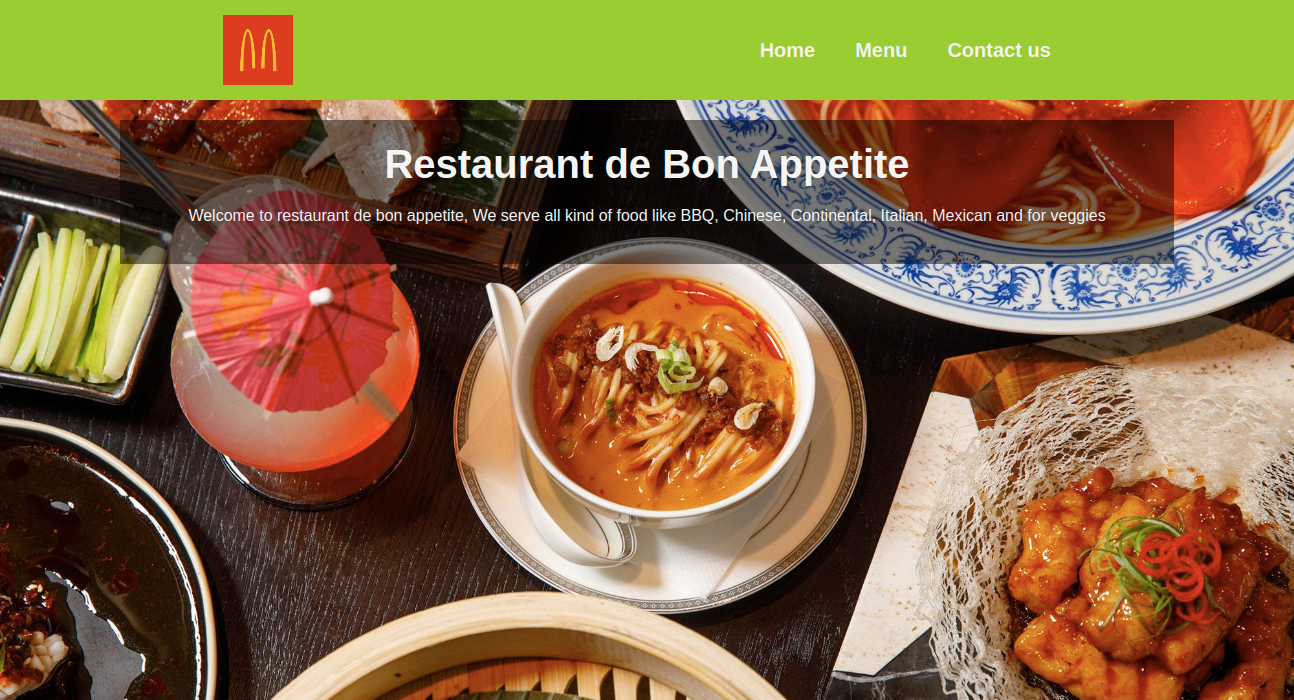 Home Menu Contact us
Restaurant de Bon Appetite
Welcome to restaurant de bon appetite, We serve all kind of food like BBQ, Chinese, Continental, Italian, Mexican and for veggies